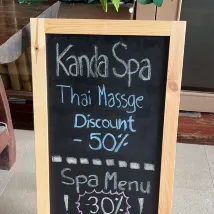 Kanda Spa
Thai Massge
Discount
- 50%
Spa Menu
! 30% !